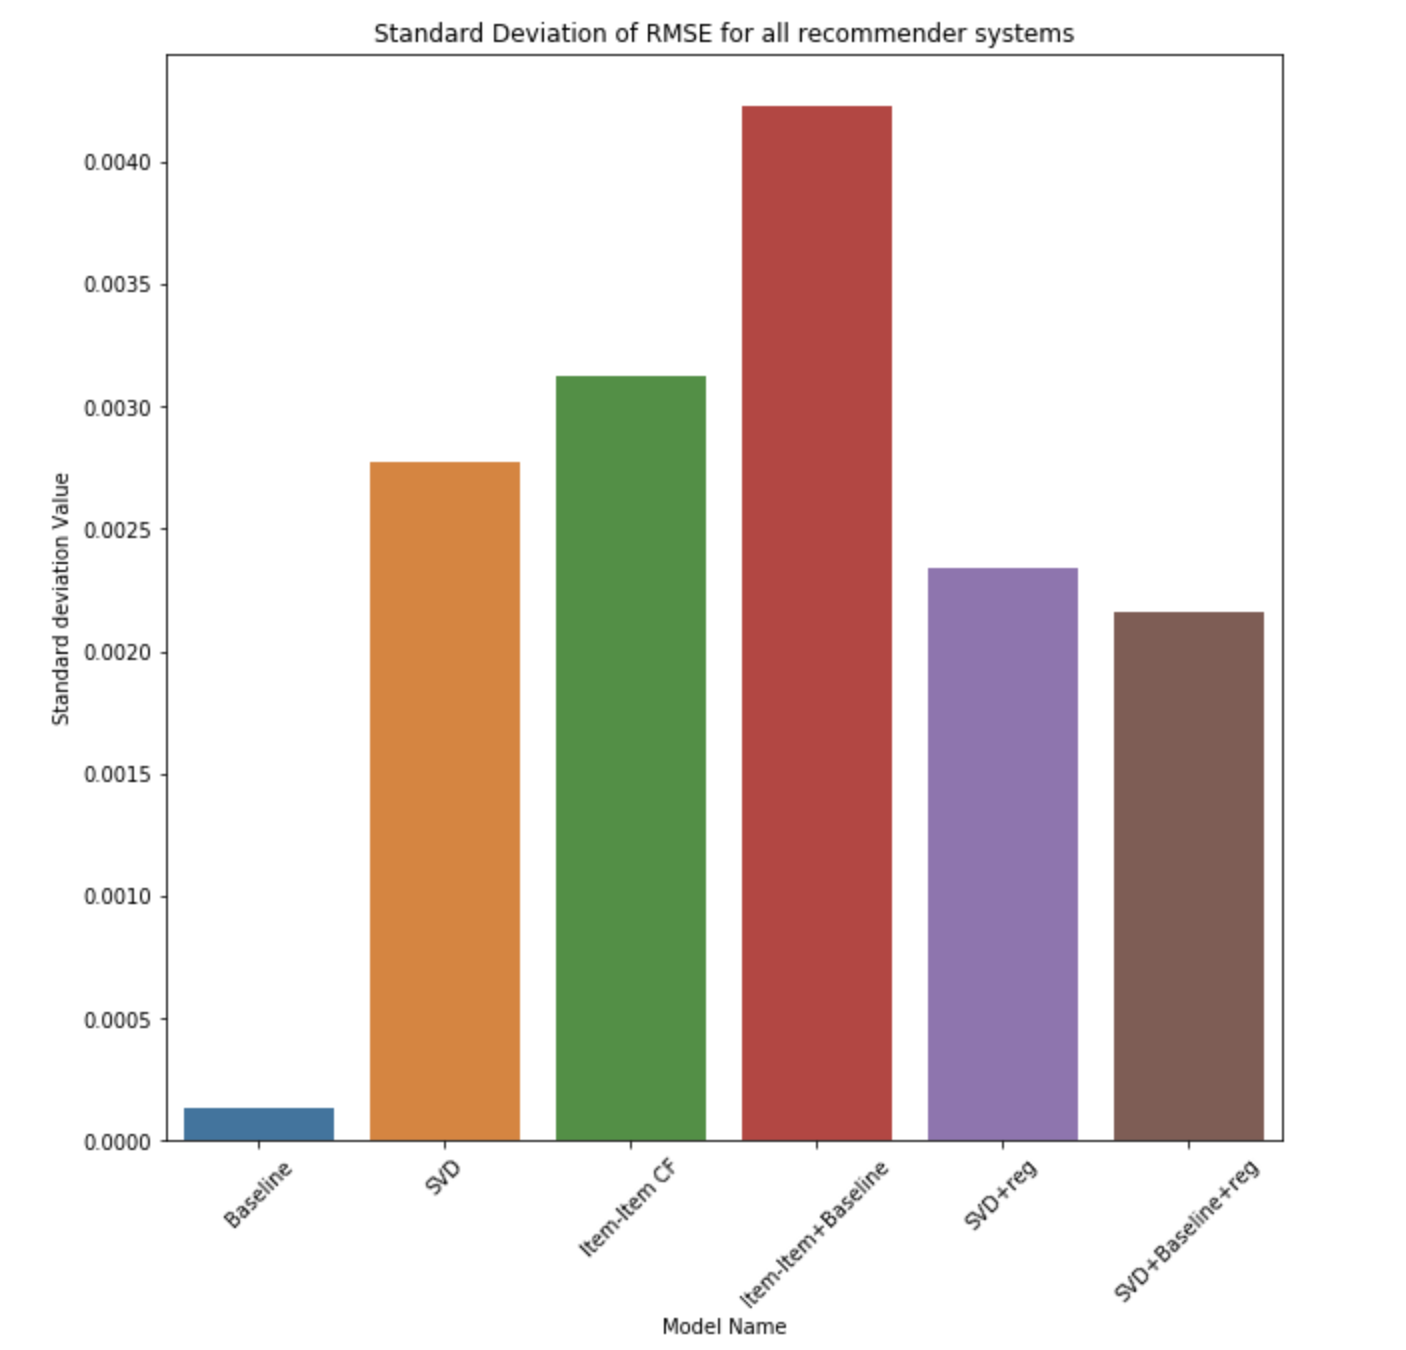 Standard Deviation of RMSE for all recommender systems
0.0040
0.0035
0.0030
0.0025
0.0020
0.0015
0.0010
0.0005
0.0000
Standard deviation Value
Baseline
SVD
Item-Item CF
Item-Item+Baseline
SVD+reg
SVD+Baseline+reg
Model Name